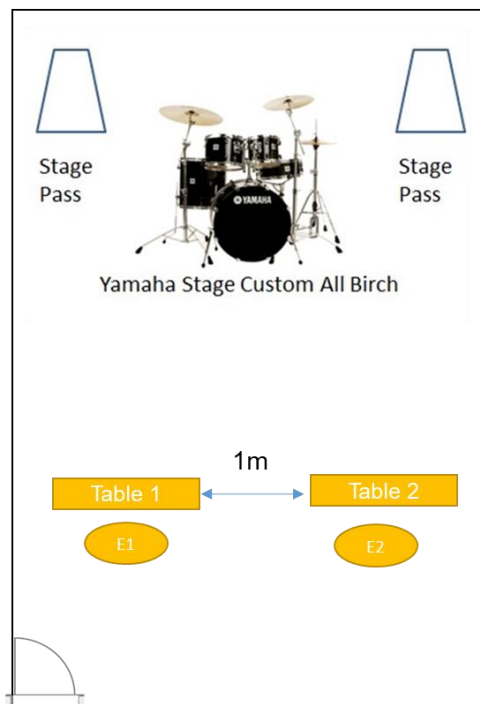 Stage
Pass
Stage
Pass
YAMAHA
Yamaha Stage Custom All Birch
1m
Table 1
Table 2
E1
E2